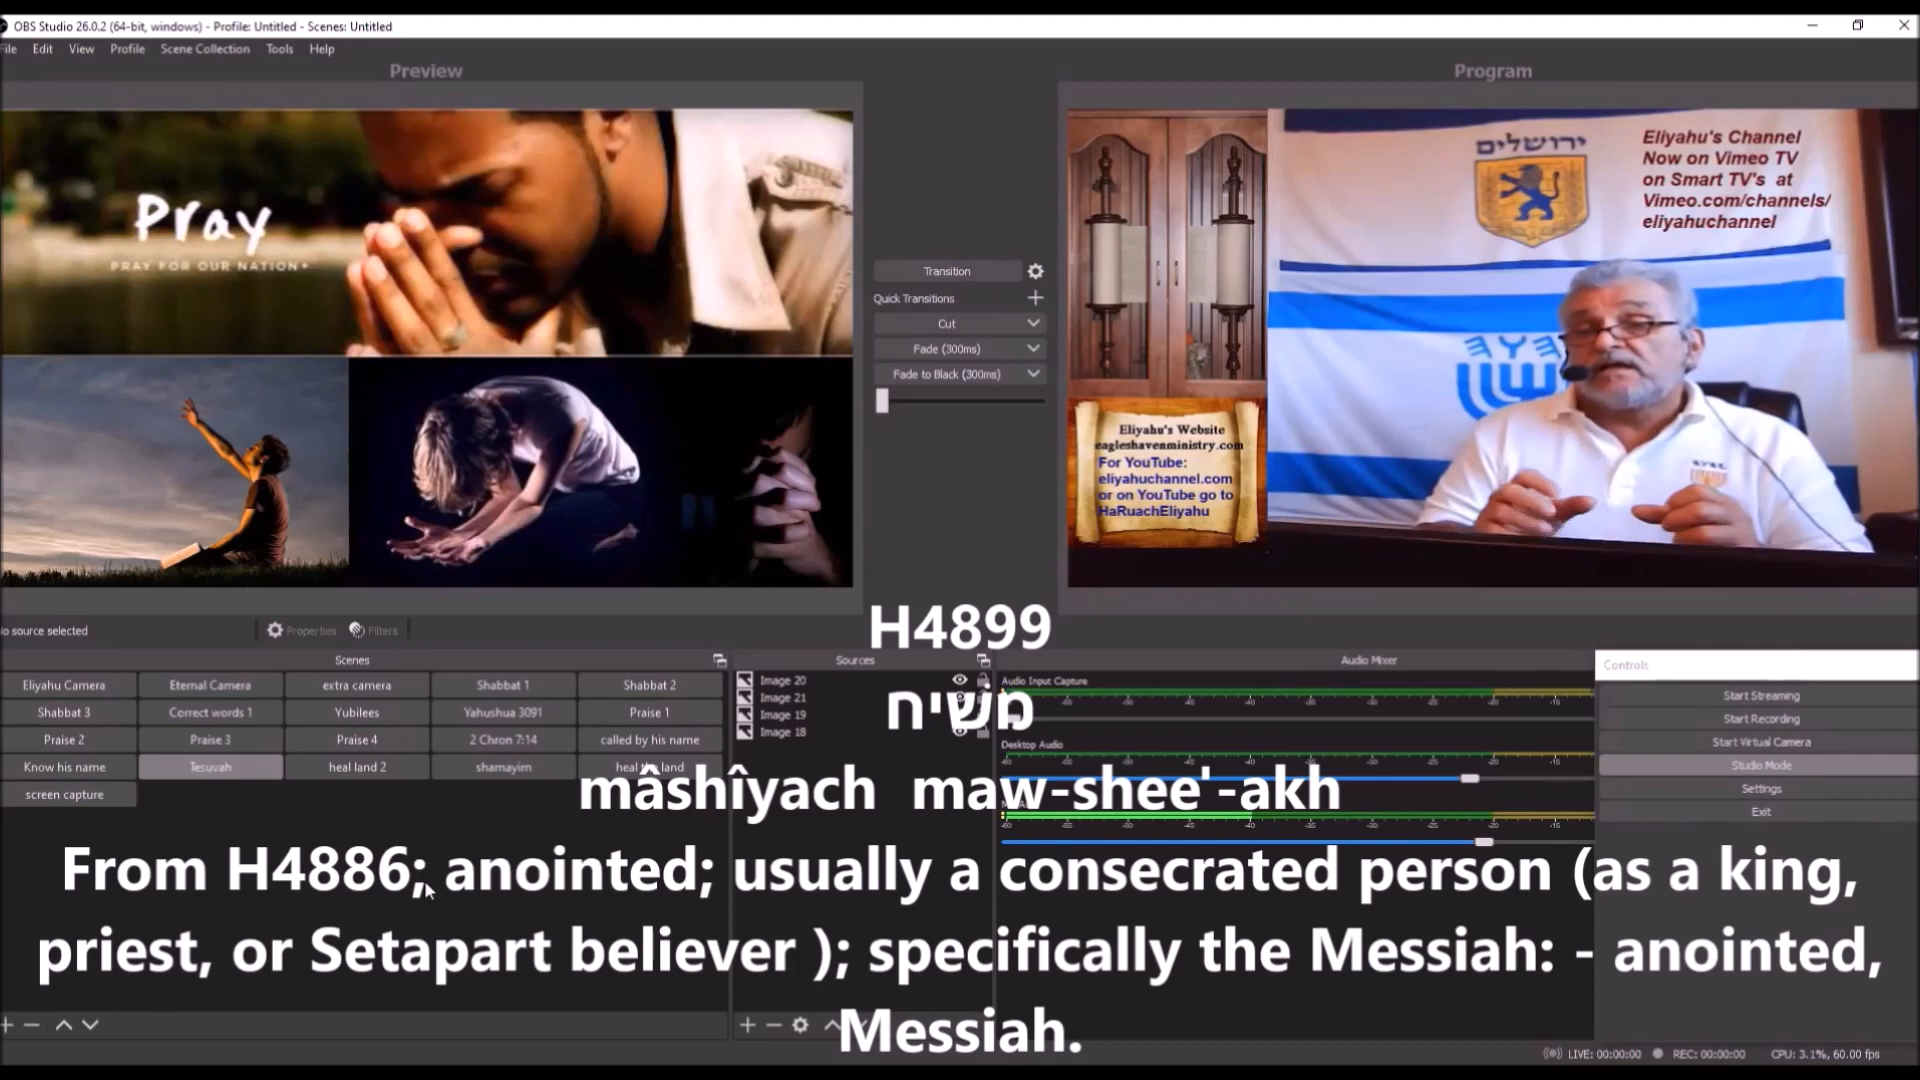 OBS Studio 26.0.2 (64-bit, windows) - Profile: Untitled - Scenes: Untitled
File Edit View Profile Scene Collection Tools Help
Preview
Program
Pray
PRAY FOR OUR NATION
ירושלים
Eliyahu's Channel
Now on Vimeo TV
on Smart TV's at
Vimeo.com/channels/
eliyahuchannel
Eliyahu's Website
eagleshavenministry.com
For YouTube:
eliyahuchannel.com
or on YouTube go to
HaRuachEliyahu
Transition
Quick Transitions
Cut
Fade (300ms)
Fade to Black (300ms)
No source selected
Properties Filters
Scenes
Sources
Audio Mixer
Controls
Eliyahu Camera Eternal Camera extra camera Shabbat 1 Shabbat 2
Shabbat 3 Correct words 1 Yubilees Yahushua 3091 Praise 1
Praise 2 Praise 3 Praise 4 2 Chron 7:14 called by his name
Know his name Tesuvah heal land 2 shamayim heal the land
screen capture
Image 20
Image 21
Image 19
Image 18
Audio Input Capture
Desktop Audio
Start Streaming
Start Recording
Start Virtual Camera
Studio Mode
Settings
Exit
H4899
משׁיח
mâshîyach maw-shee'-akh
From H4886; anointed; usually a consecrated person (as a king,
priest, or Setapart believer ); specifically the Messiah: - anointed,
Messiah.
LIVE: 00:00:00 REC: 00:00:00 CPU: 3.1%, 60.00 fps